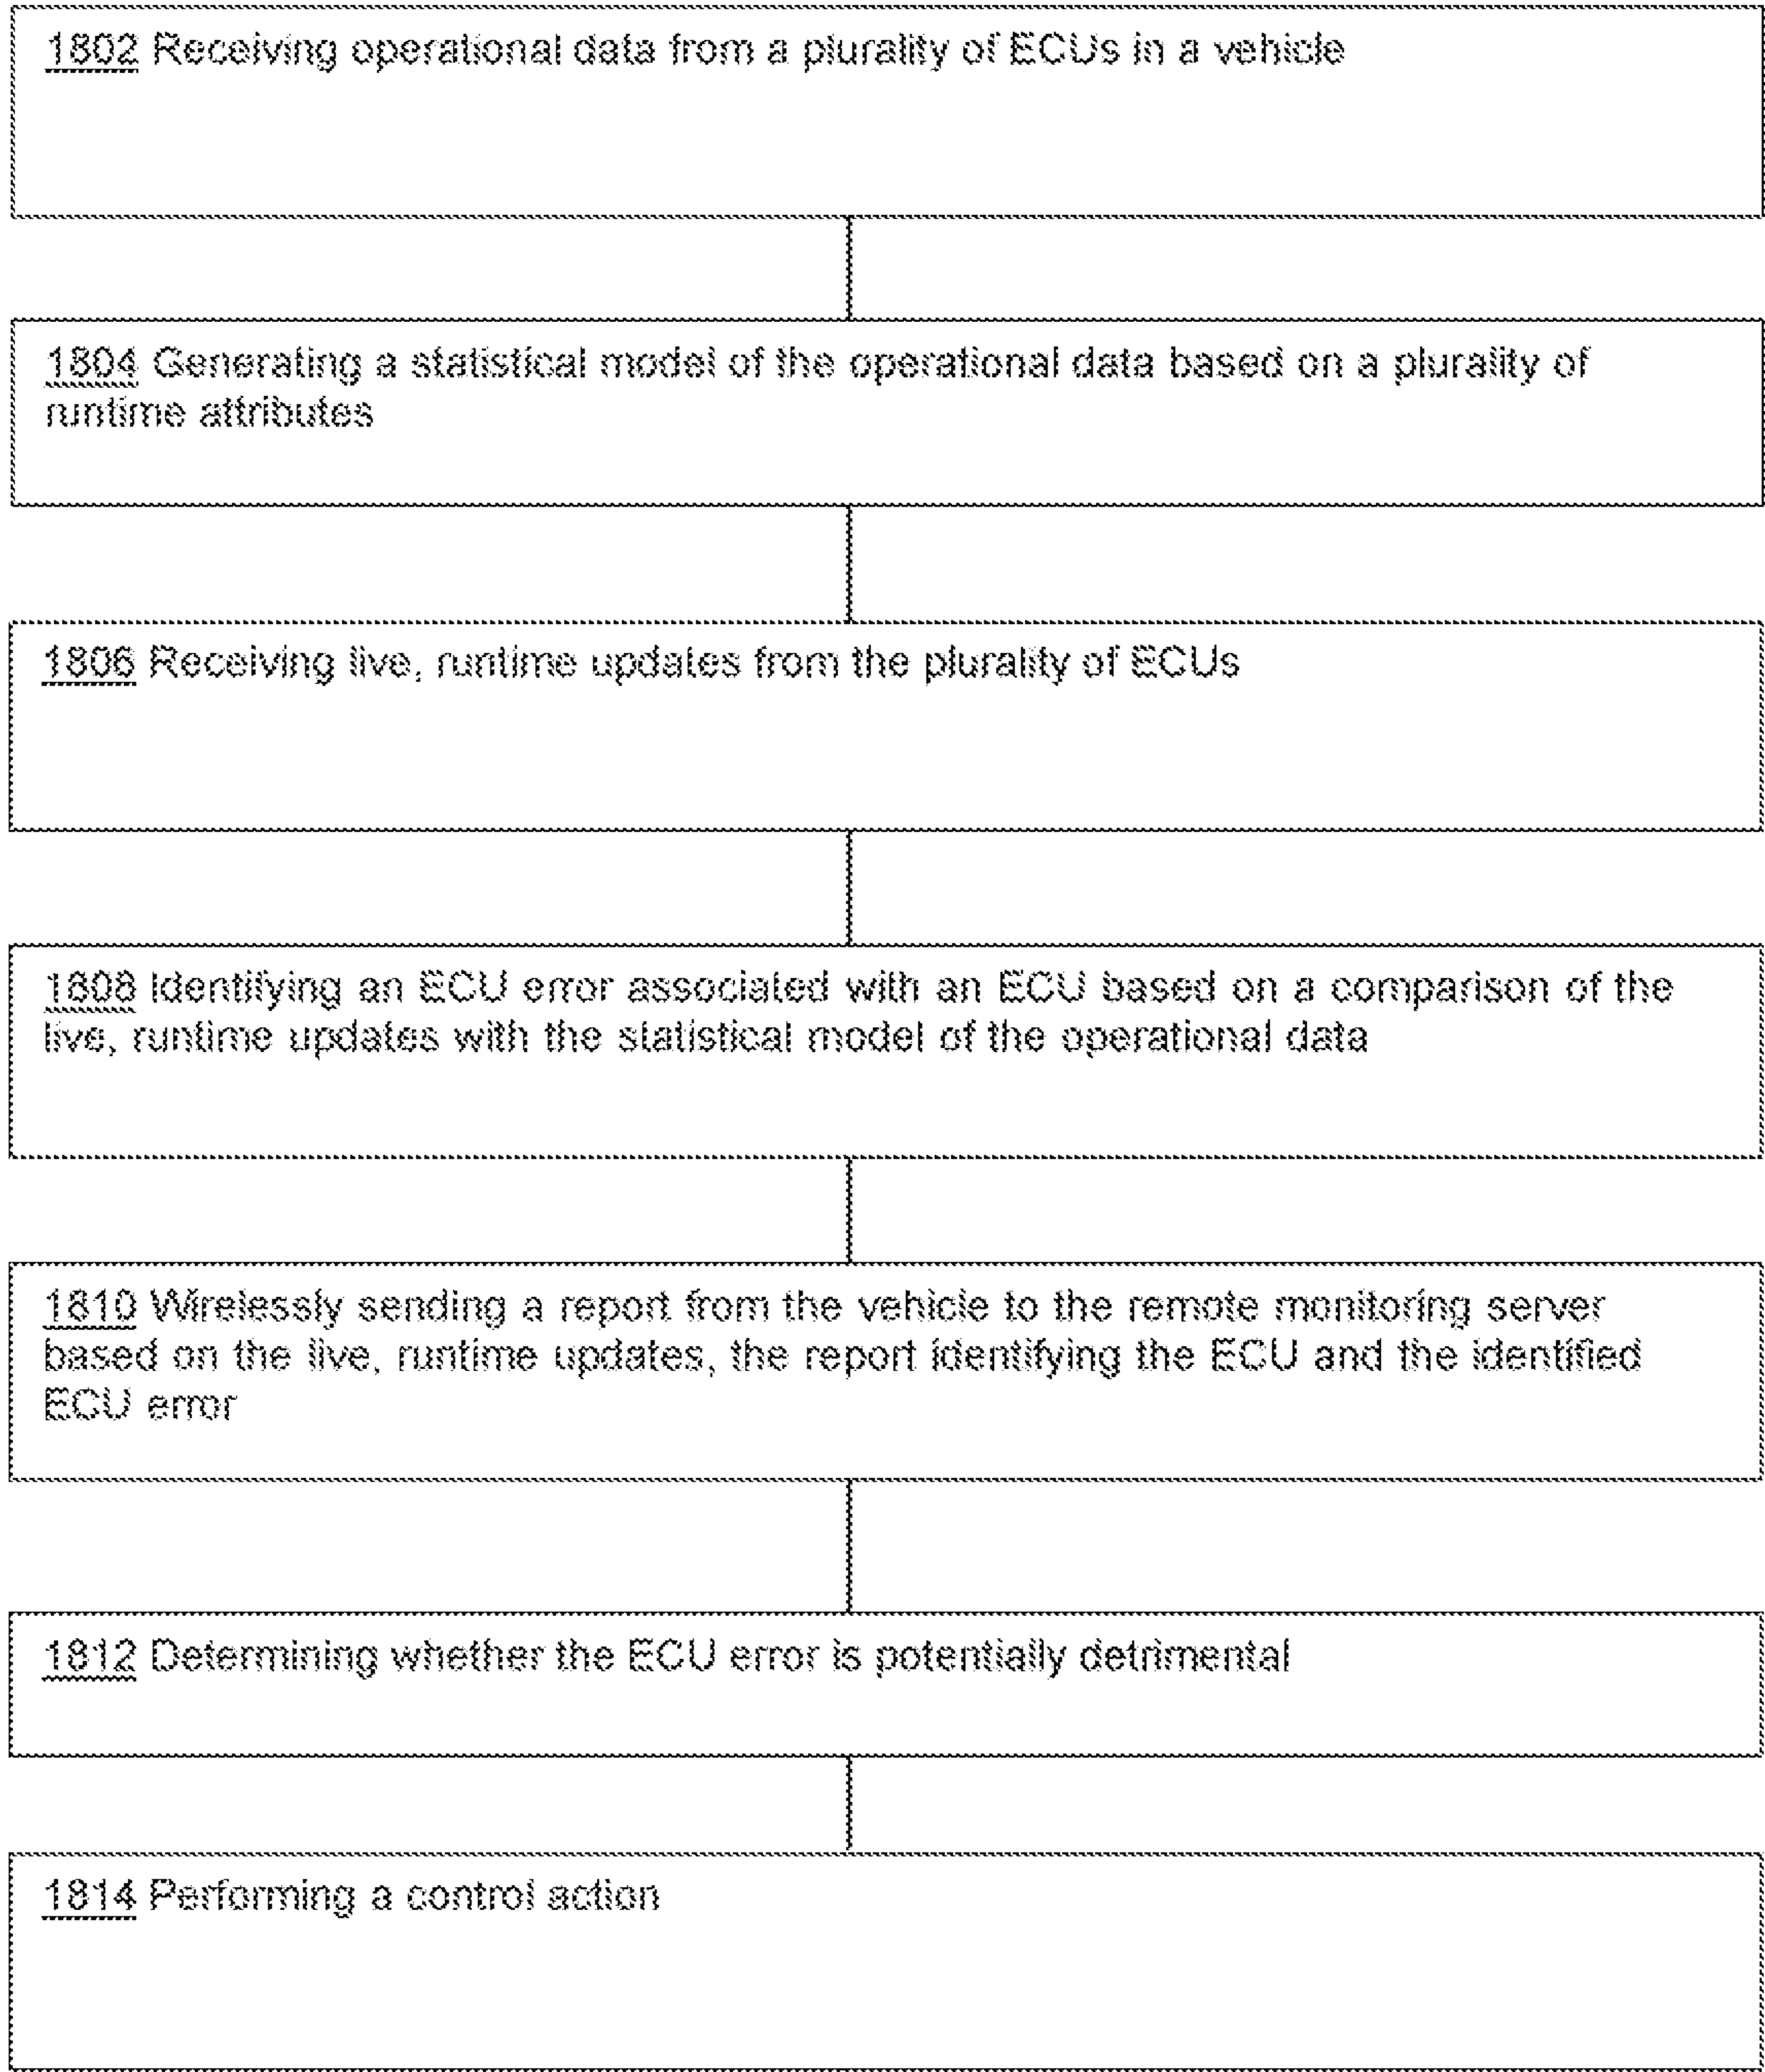 1802 Receiving operational data from a plurality of ECUs in a vehicle
1804 Generating a statistical model of the operational data based on a plurality of
runtime attributes
1806 Receiving live, runtime updates from the plurality of ECUs
1808 Identifying an ECU error associated with an ECU based on a comparison of the
live, runtime updates with the statistical model of the operational data
1810 Wirelessly sending a report from the vehicle to the remote monitoring server
based on the live, runtime updates, the report identifying the ECU and the identified
ECU error
1812 Determining whether the ECU error is potentially detrimental
1814 Performing a control action